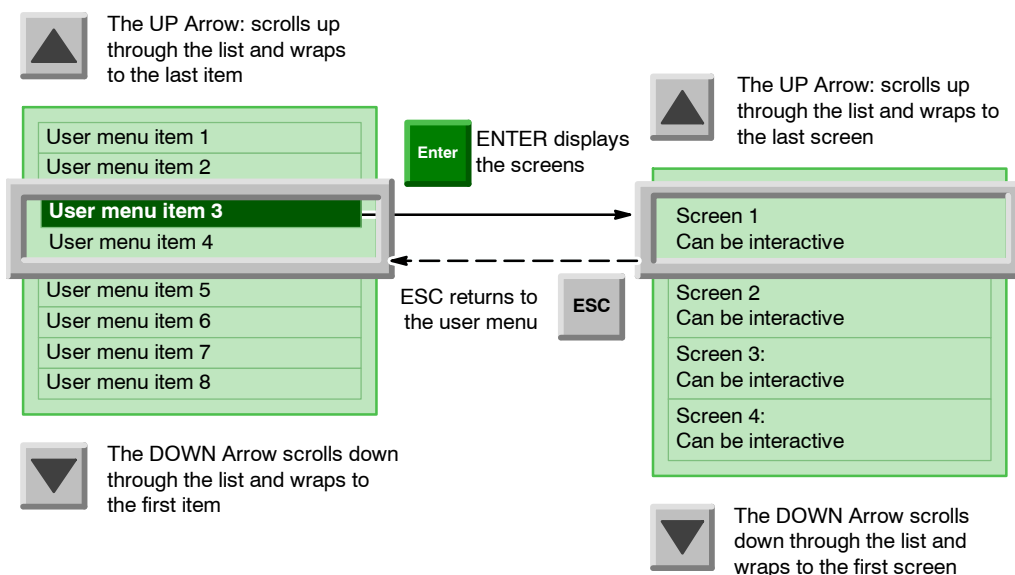 The UP Arrow: scrolls up
through the list and wraps
to the last item
User menu item 1
User menu item 2
User menu item 3
User menu item 4
User menu item 5
User menu item 6
User menu item 7
User menu item 8
The DOWN Arrow scrolls down
through the list and wraps to
the first item
Enter
ENTER displays
the screens
ESC returns to
the user menu
ESC
The UP Arrow: scrolls up
through the list and wraps to
the last screen
Screen 1
Can be interactive
Screen 2
Can be interactive
Screen 3:
Can be interactive
Screen 4:
Can be interactive
The DOWN Arrow scrolls
down through the list and
wraps to the first screen